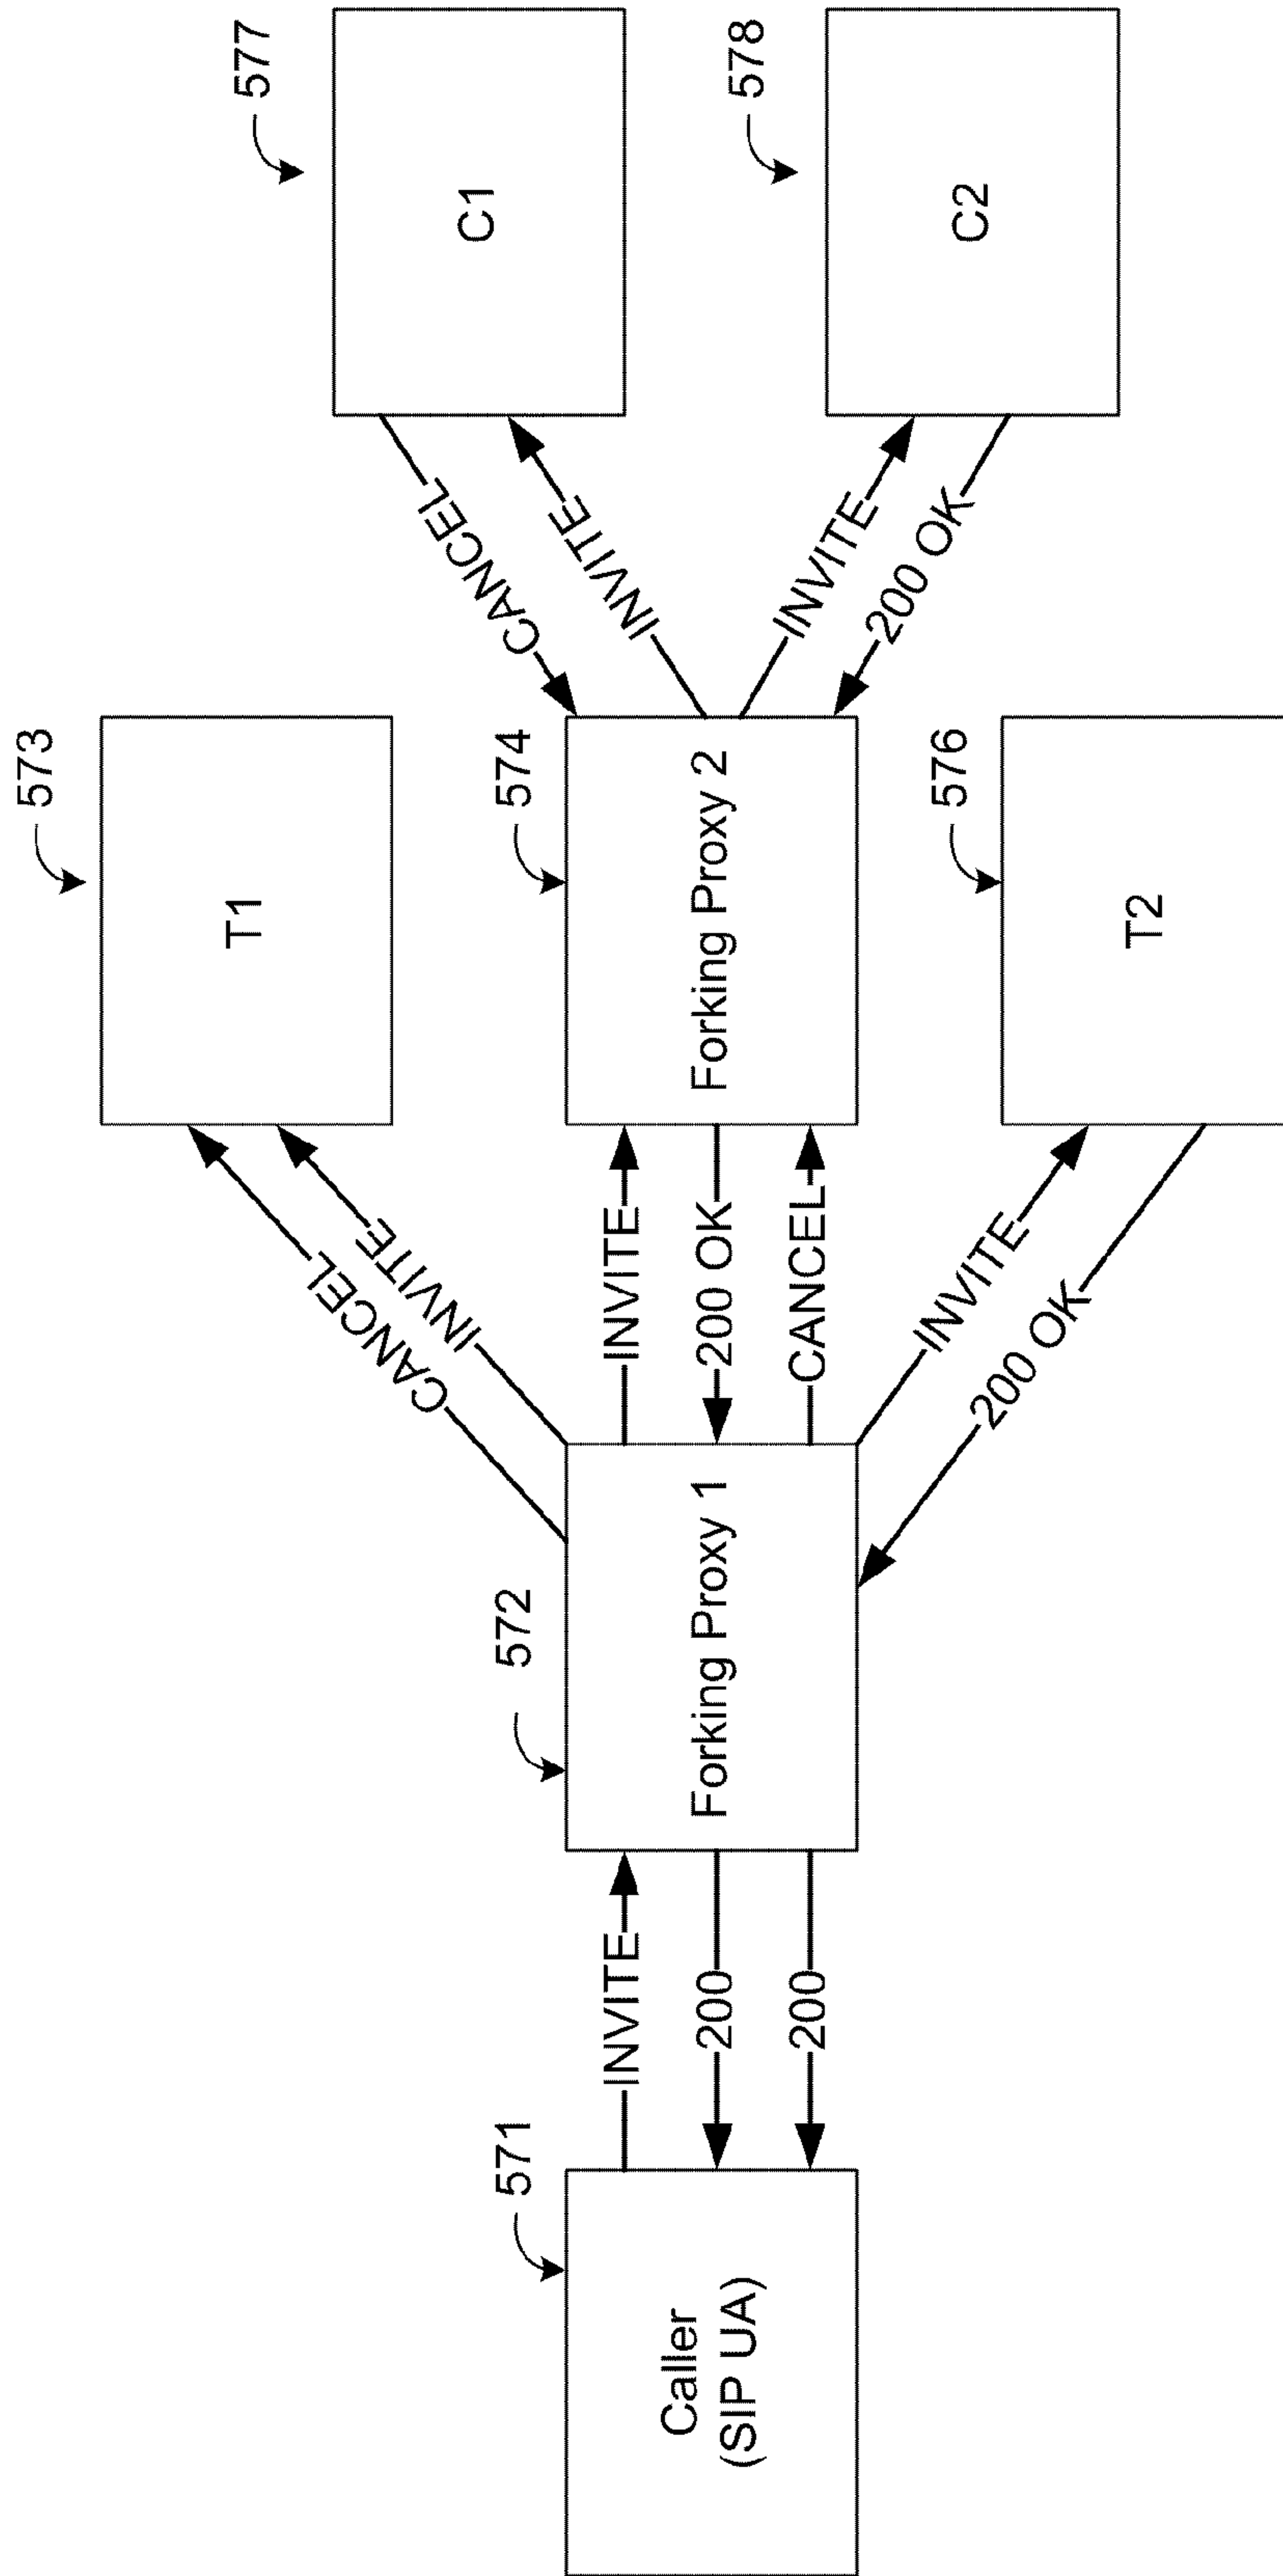 571
Caller
(SIP UA)
INVITE
200
200
572
Forking Proxy 1
CANCEL
INVITE
INVITE
200 OK
CANCEL
INVITE
200 OK
573
T1
574
Forking Proxy 2
576
T2
CANCEL
INVITE
INVITE
200 OK
577
C1
578
C2